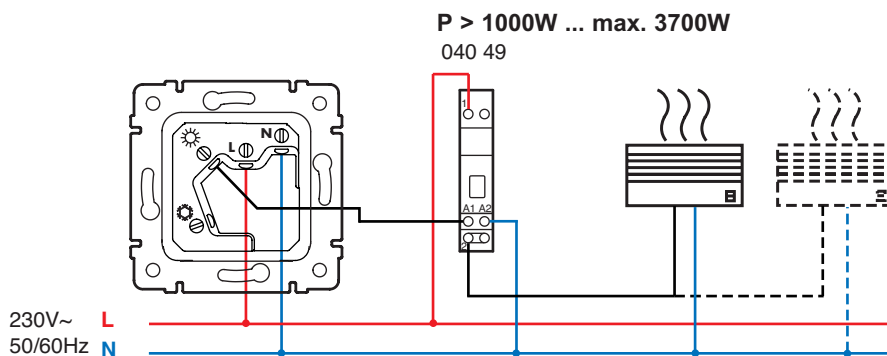 P > 1000W ... max. 3700W
040 49
1
N
L
A1 A2
2
230V~ L
50/60Hz N